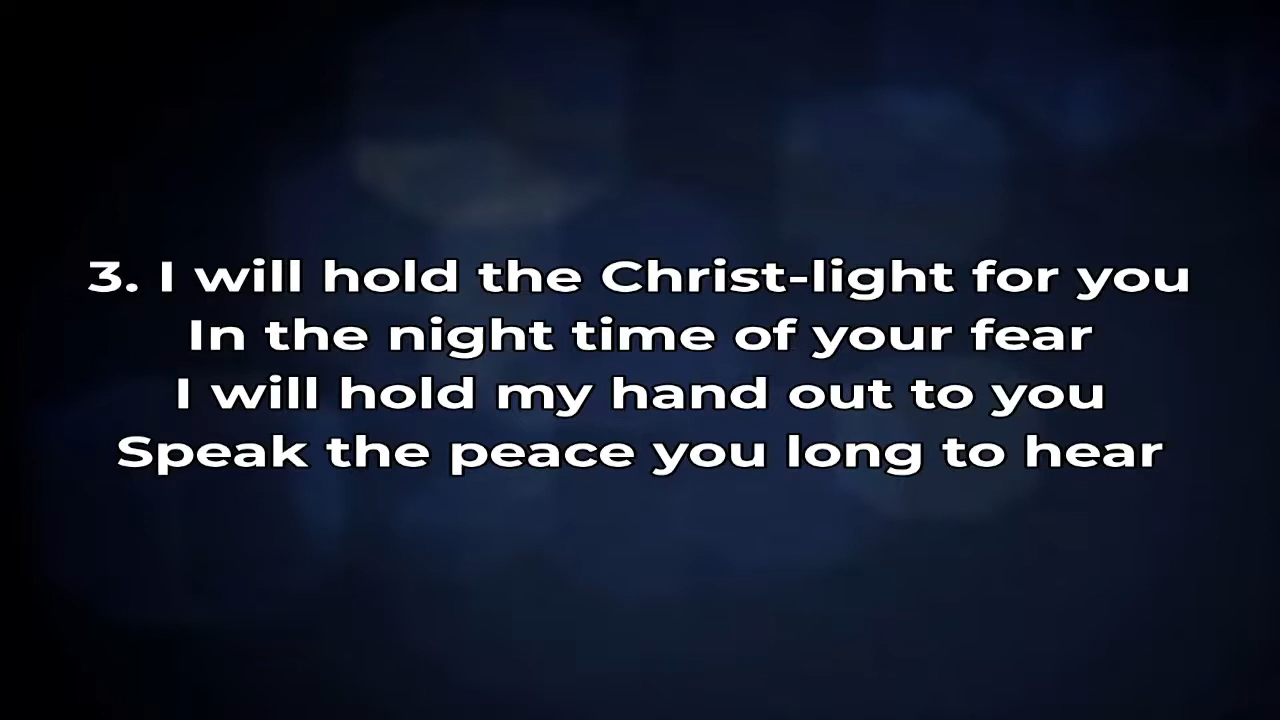 3. I will hold the Christ-light for you
In the night time of your fear
I will hold my hand out to you
Speak the peace you long to hear